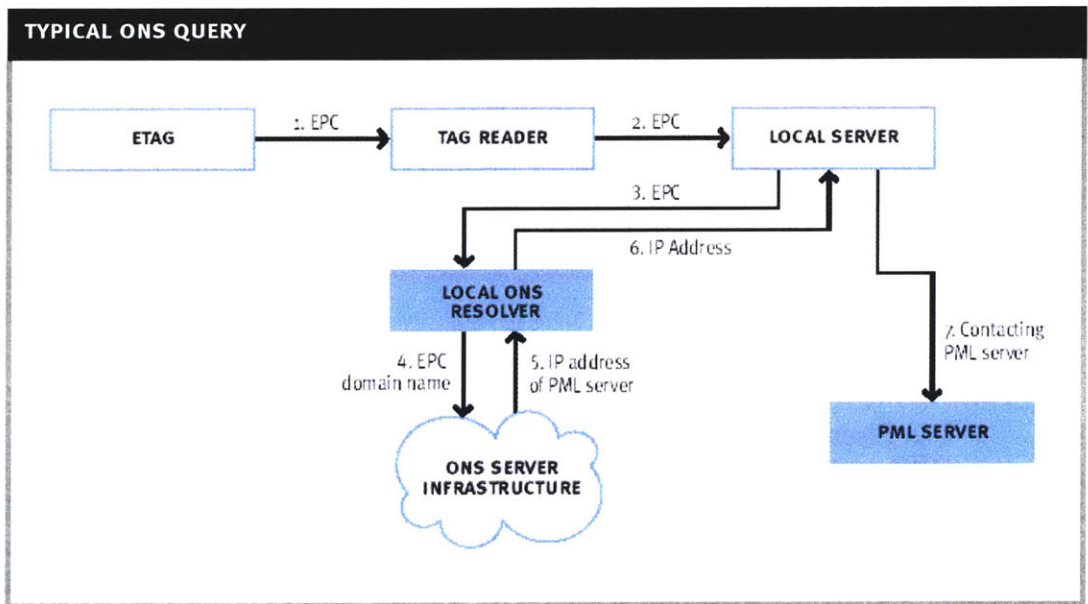 TYPICAL ONS QUERY
ETAG
1. EPC
TAG READER
2. EPC
LOCAL SERVER
3. EPC
6. IP Address
LOCAL ONS
RESOLVER
4. EPC
domain name
5. IP address
of PML server
7. Contacting
PML server
ONS SERVER
INFRASTRUCTURE
PML SERVER